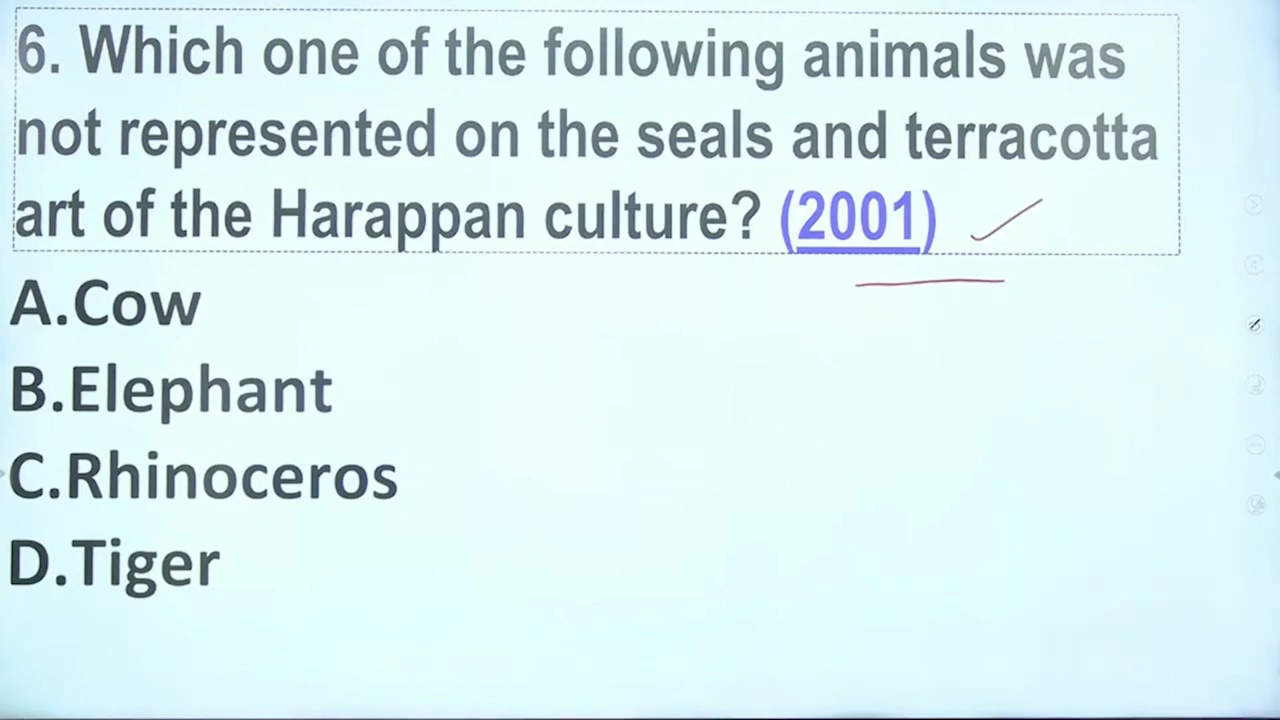 6. Which one of the following animals was
not represented on the seals and terracotta
art of the Harappan culture? (2001)
A.Cow
B.Elephant
C.Rhinoceros
D.Tiger